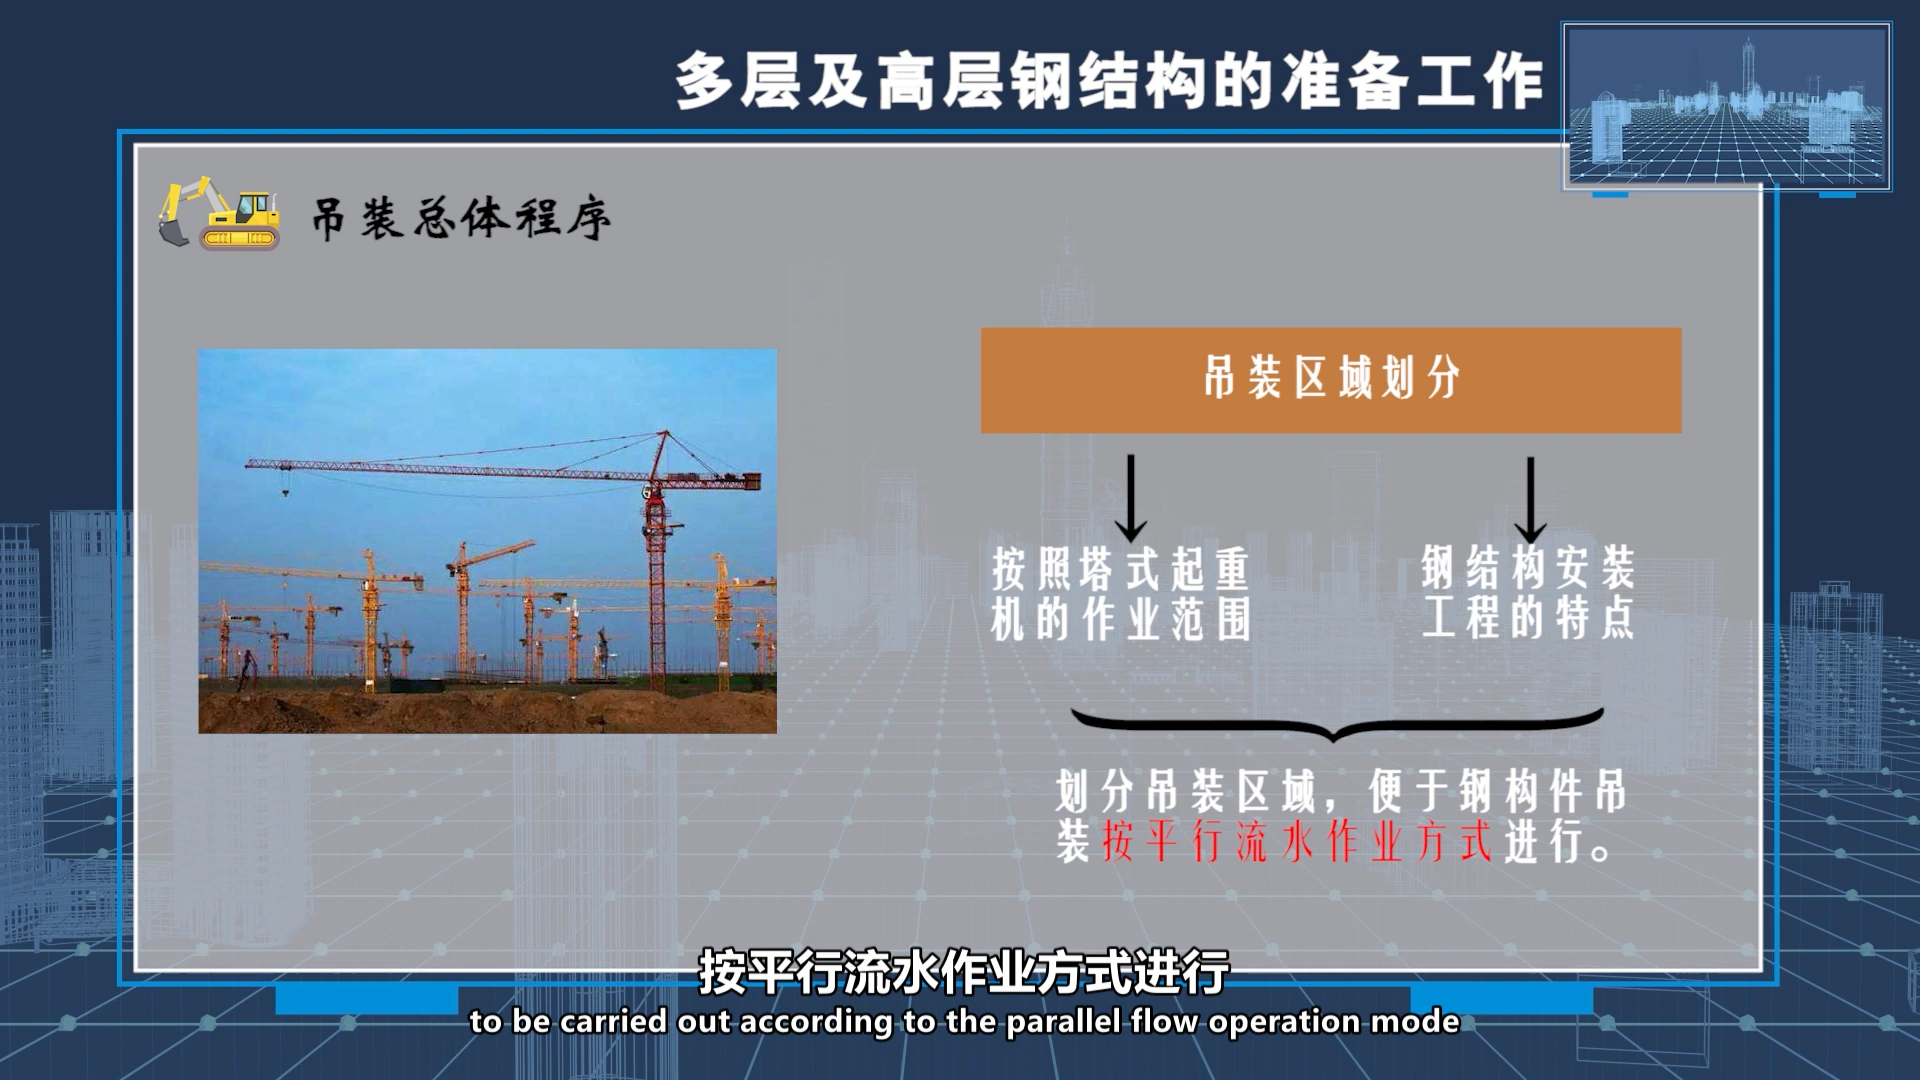 多层及高层钢结构的准备工作
吊装总体程序
吊装区域划分
按照塔式起重
机的作业范围
钢结构安装
工程的特点
划分吊装区域，便于钢构件吊
装按平行流水作业方式进行。
按平行流水作业方式进行
to be carried out according to the parallel flow operation mode